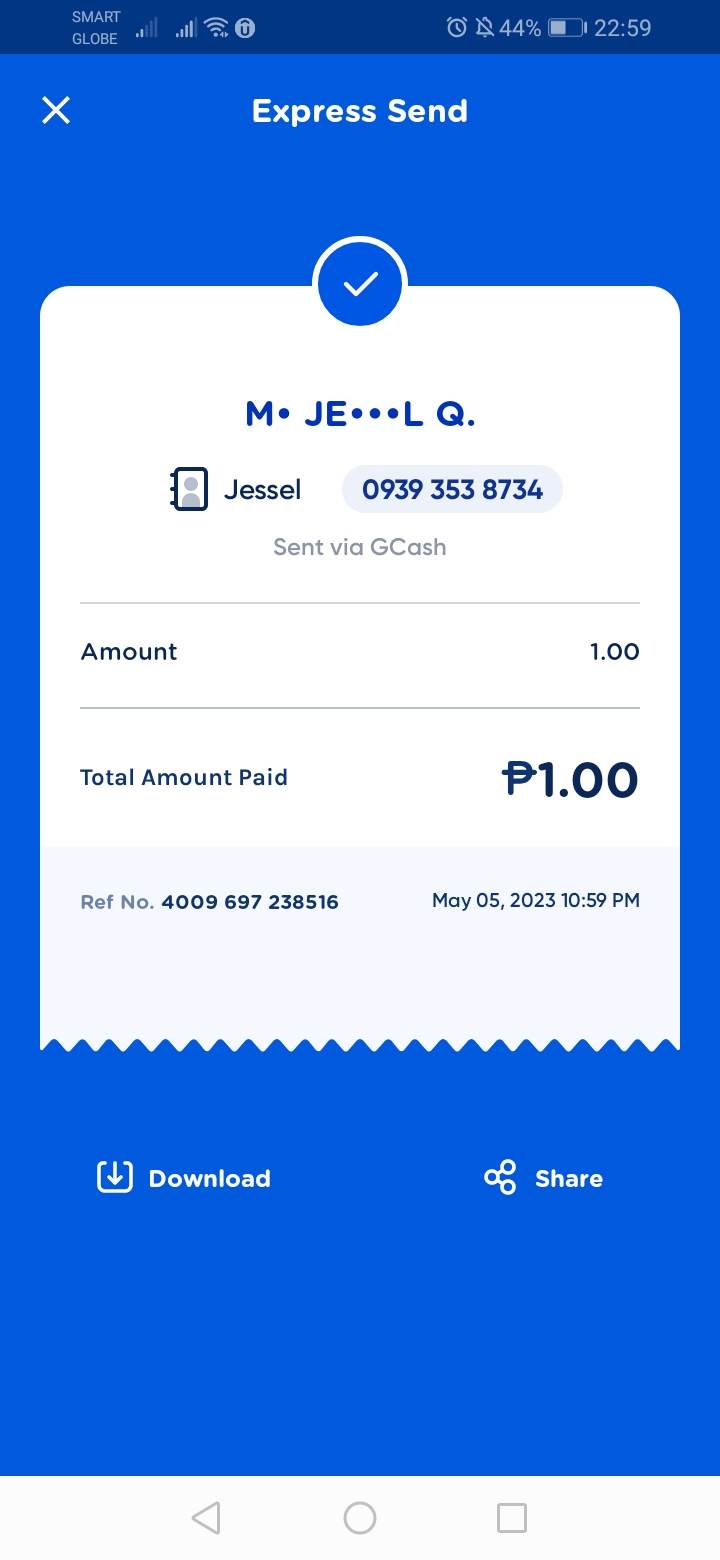 SMART
GLOBE
44% 22:59
Express Send
M• JE•••L Q.
Jessel 0939 353 8734
Sent via GCash
Amount 1.00
Total Amount Paid ₱1.00
Ref No. 4009 697 238516 May 05, 2023 10:59 PM
Download Share